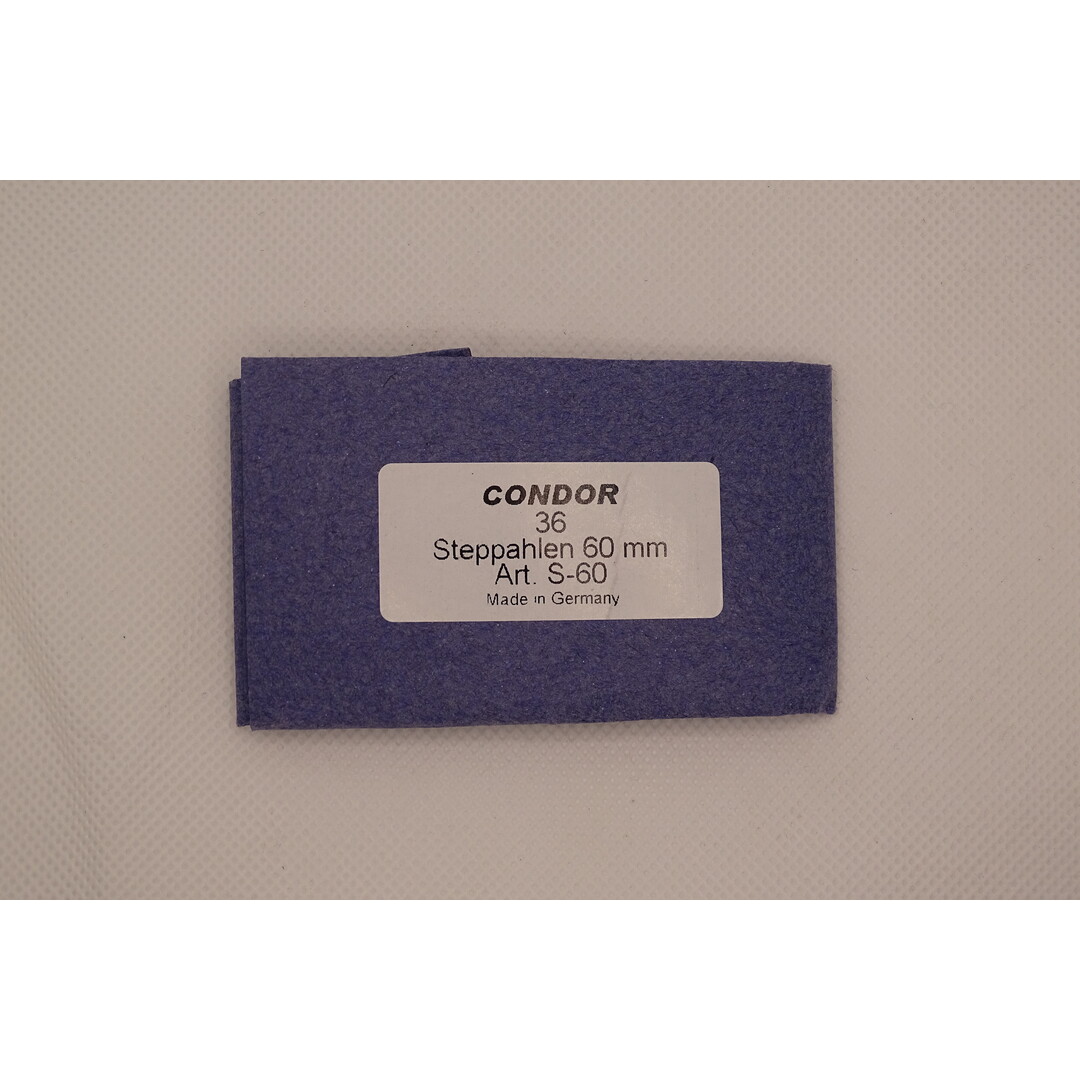 CONDOR
36
Steppahlen 60 mm
Art. S-60
Made in Germany